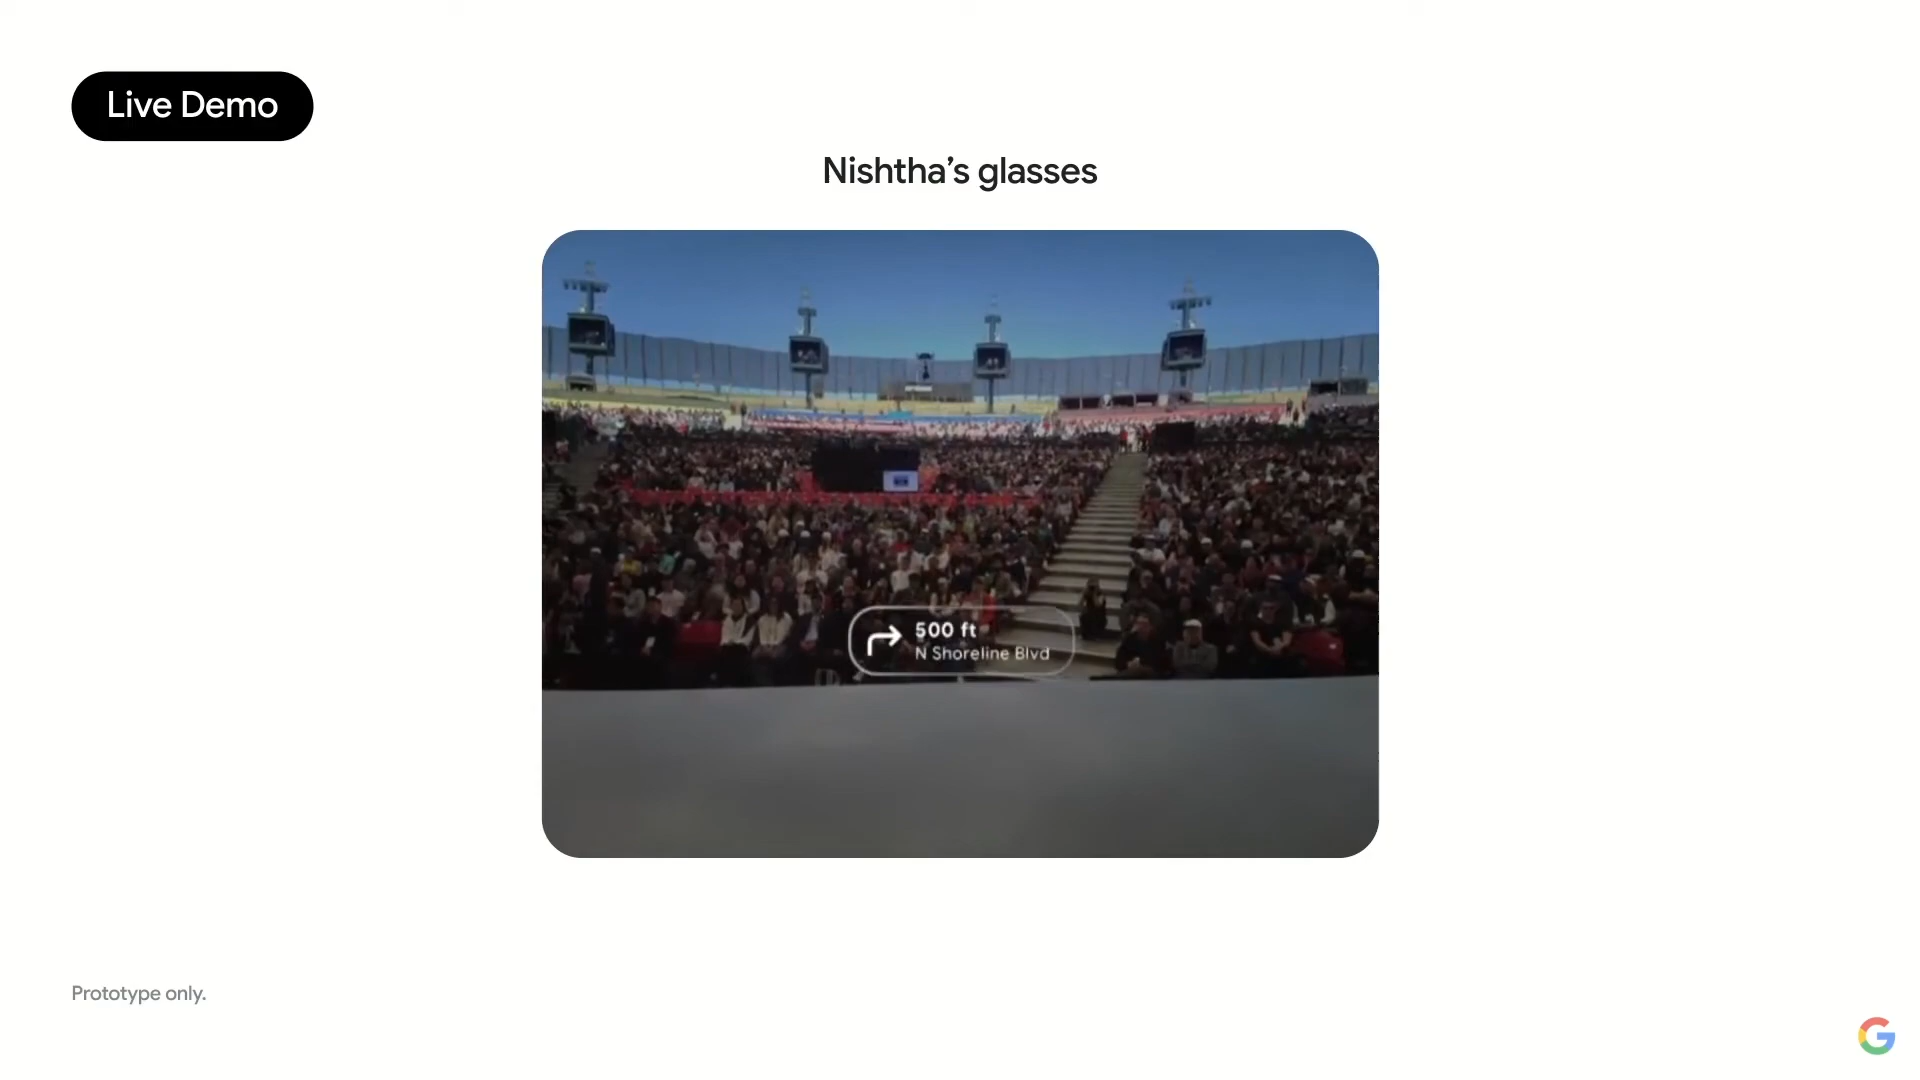 Live Demo
Nishtha’s glasses
500 ft
N Shoreline Blvd
Prototype only.